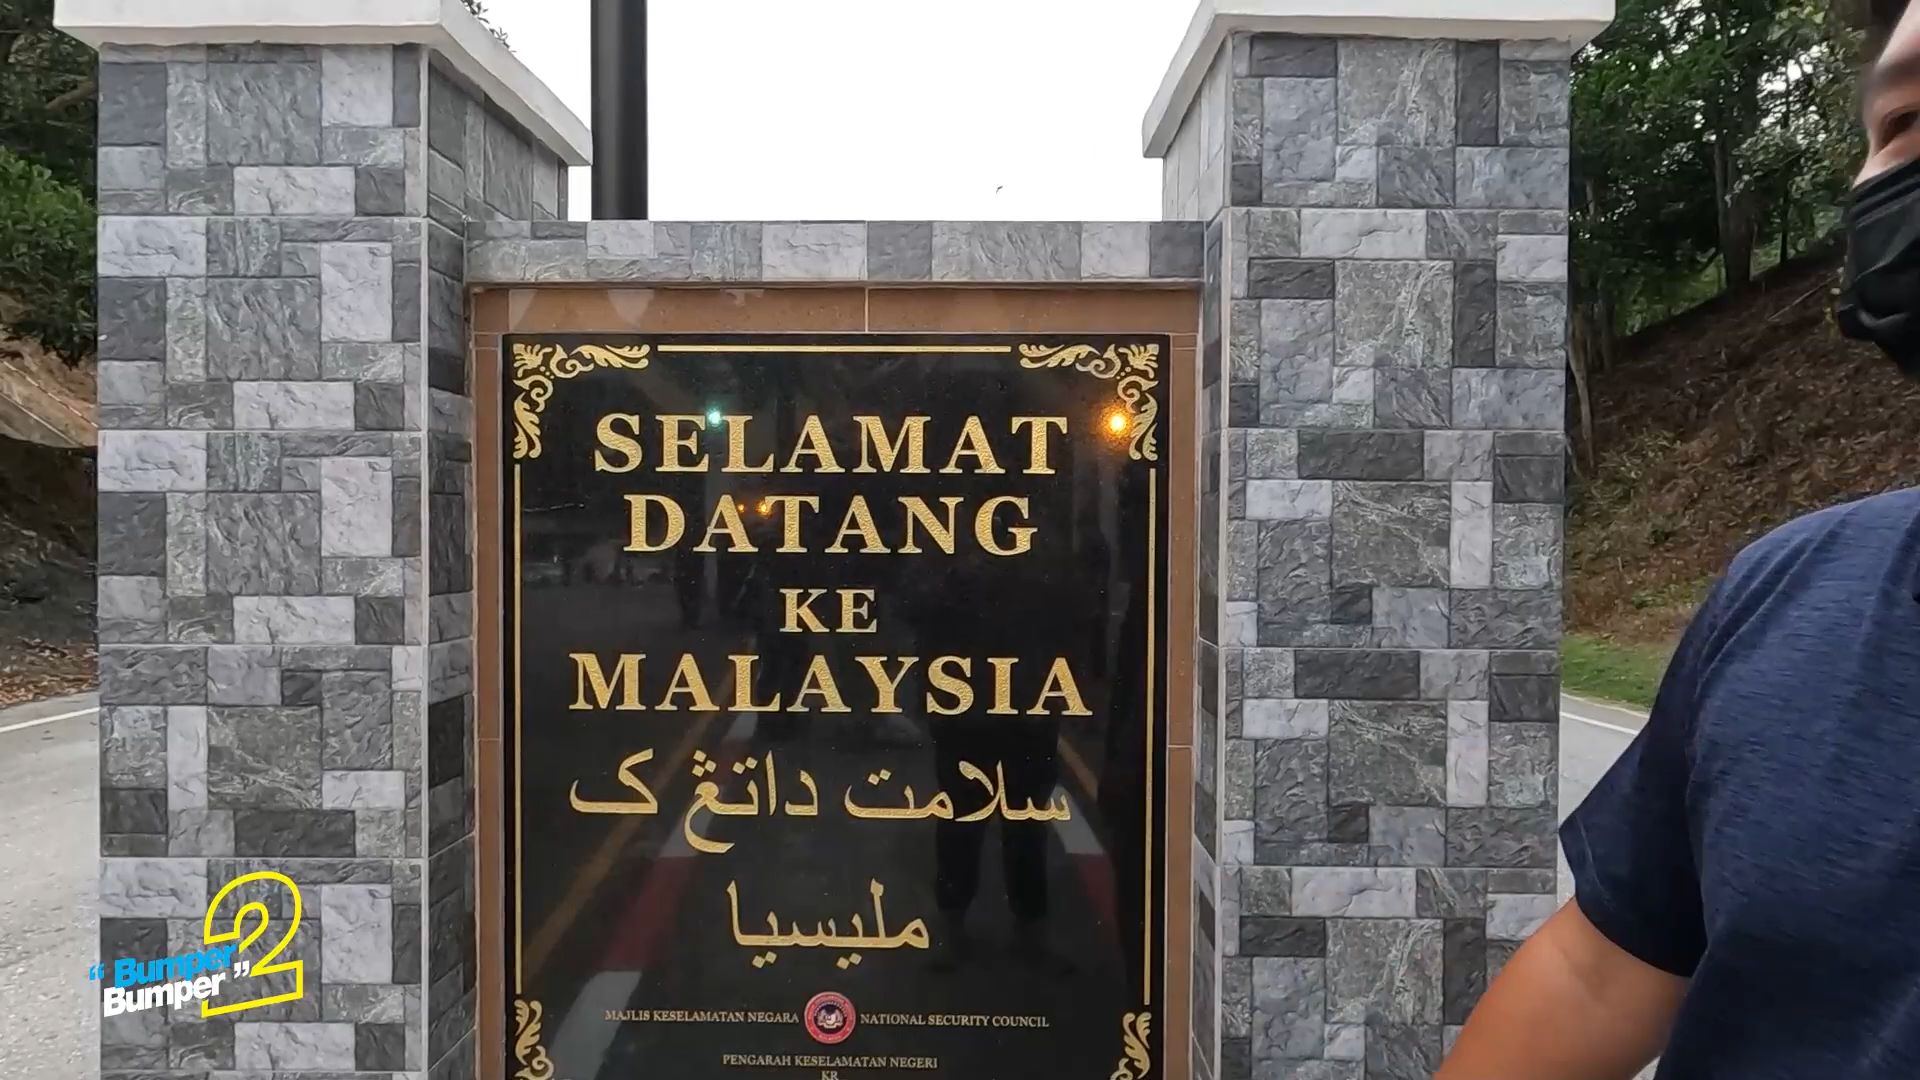 SELAMAT
DATANG
KE
MALAYSIA
سلامت داتڠ ک
مليسيا
MAJLIS KESELAMATAN NEGARA NATIONAL SECURITY COUNCIL
PENGARAH KESELAMATAN NEGERI
KR
“Bumper
Bumper” 2